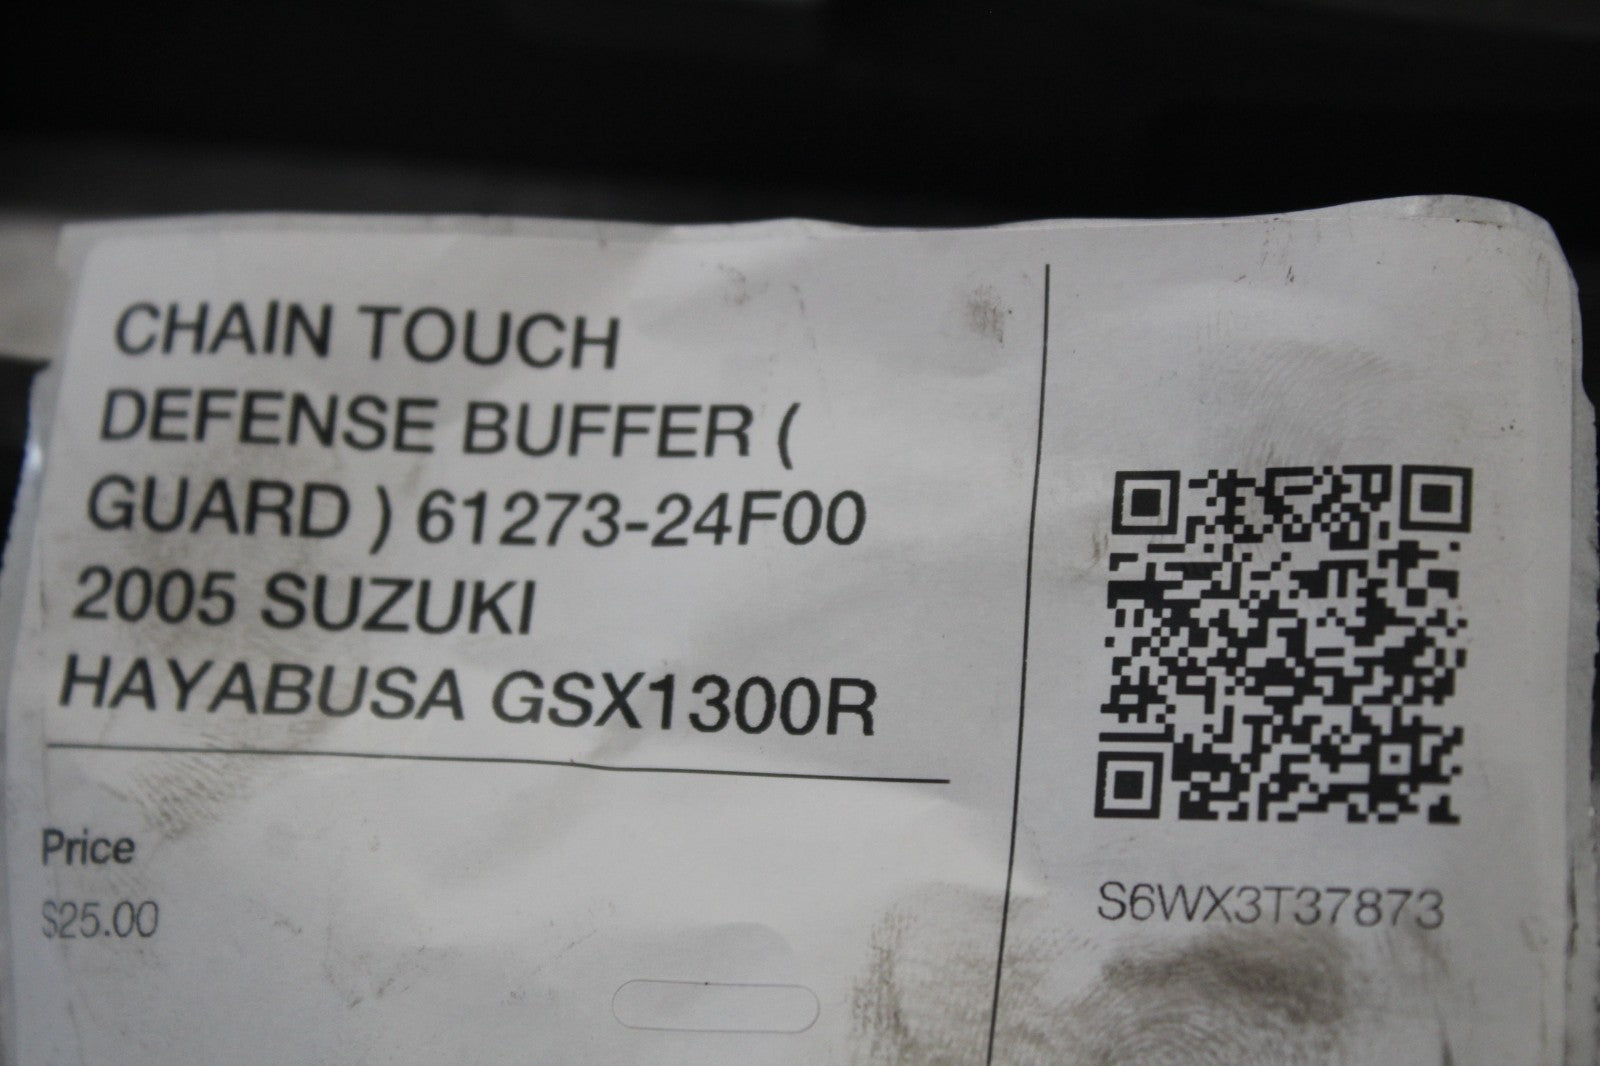 CHAIN TOUCH
DEFENSE BUFFER (
GUARD ) 61273-24F00
2005 SUZUKI
HAYABUSA GSX1300R
Price
$25.00
S6WX3T37873